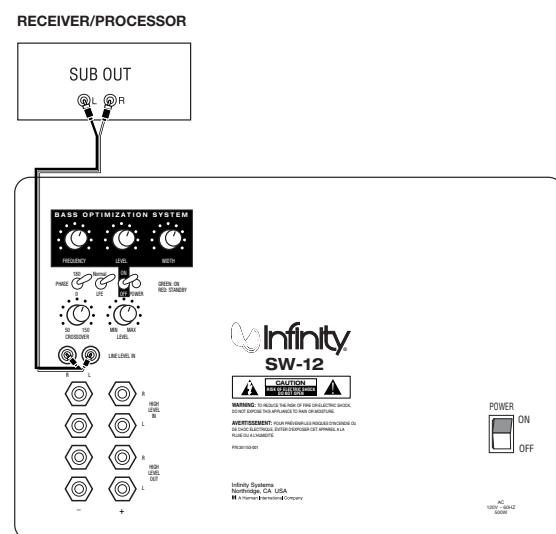 RECEIVER/PROCESSOR
SUB OUT
L R
BASS OPTIMIZATION SYSTEM
FREQUENCY LEVEL WIDTH
180 Normal ON
PHASE
0 LFE OFF POWER
GREEN: ON
RED: STANDBY
50 150 MIN MAX
CROSSOVER LEVEL
LINE LEVEL IN
R L
R
HIGH
LEVEL
IN
L
R
HIGH
LEVEL
OUT
L
– +
Infinity
SW-12
CAUTION
RISK OF ELECTRIC SHOCK
DO NOT OPEN
WARNING: TO REDUCE THE RISK OF FIRE OR ELECTRIC SHOCK,
DO NOT EXPOSE THIS APPLIANCE TO RAIN OR MOISTURE.
AVERTISSEMENT: POUR PRÉVENIR LES RISQUES D'INCENDIE OU
DE CHOC ÉLECTRIQUE, ÉVITER D'EXPOSER CET APPAREIL À LA
PLUIE OU À L'HUMIDITÉ.
Infinity Systems
Northridge, CA USA
A Harman International Company
POWER
ON
OFF
AC
120V ~ 60HZ
500W